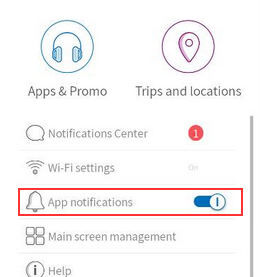 Apps & Promo Trips and locations
Notifications Center 1
Wi-Fi settings On
App notifications
Main screen management
Help